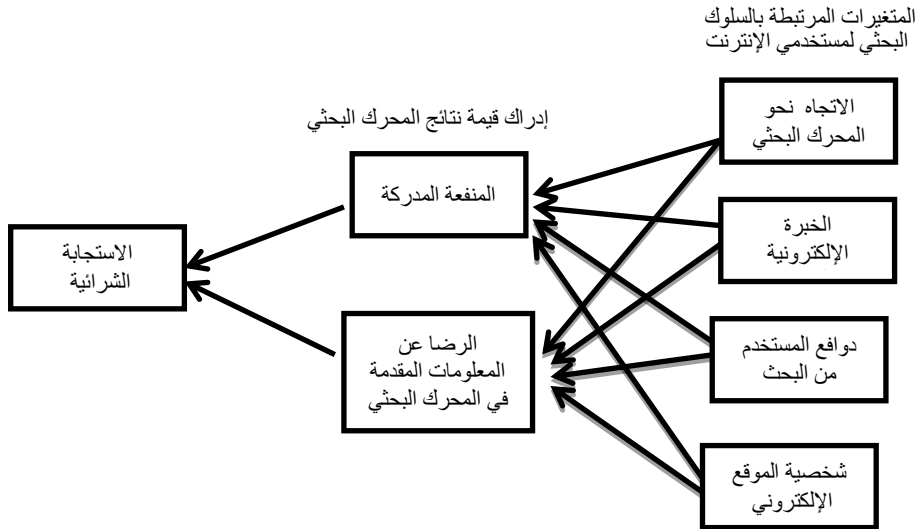 المتغيرات المرتبطة بالسلوك
البحثي لمستخدمي الإنترنت
الاتجاه نحو
المحرك البحثي
الخبرة
الإلكترونية
دوافع المستخدم
من البحث
شخصية الموقع
الإلكتروني
إدراك قيمة نتائج المحرك البحثي
المنفعة المدركة
الرضا عن
المعلومات المقدمة
في المحرك البحثي
الاستجابة
الشرائية